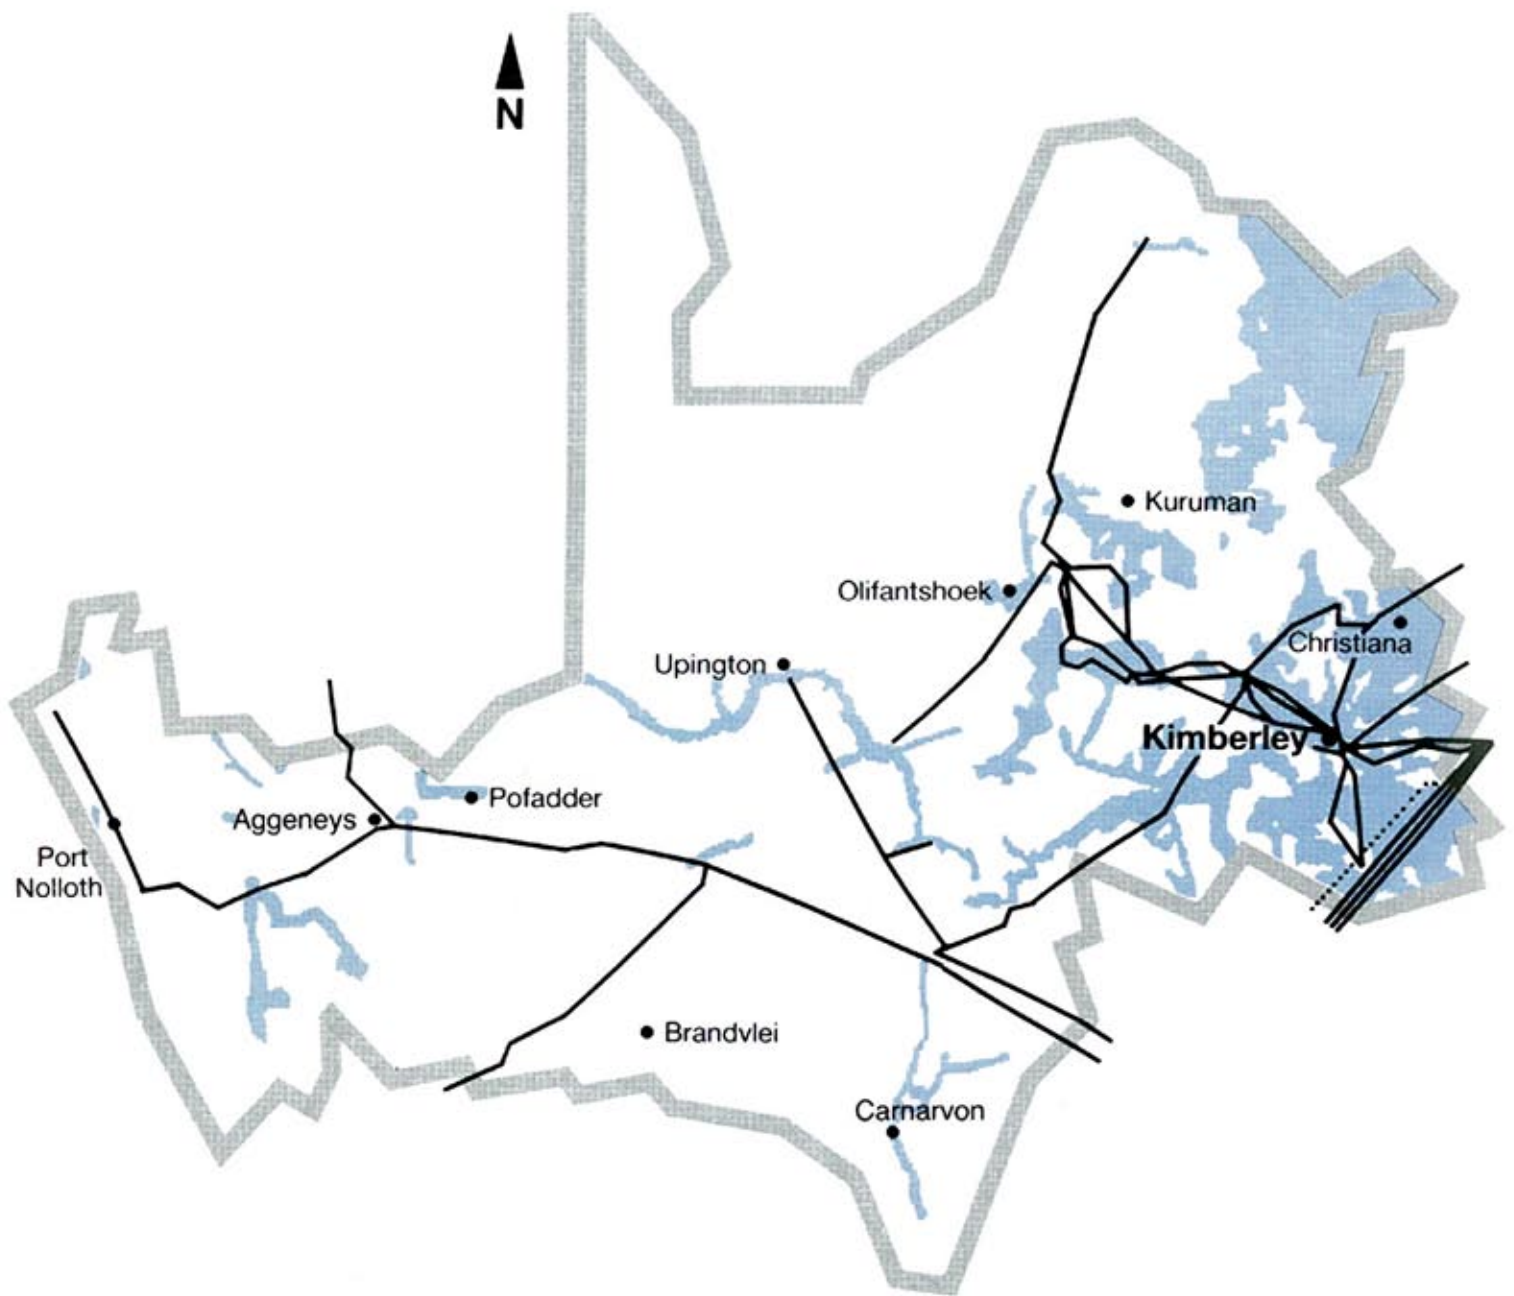 N
Kuruman
Olifantshoek
Christiana
Upington
Kimberley
Pofadder
Aggeneys
Port
Nolloth
Brandvlei
Carnarvon